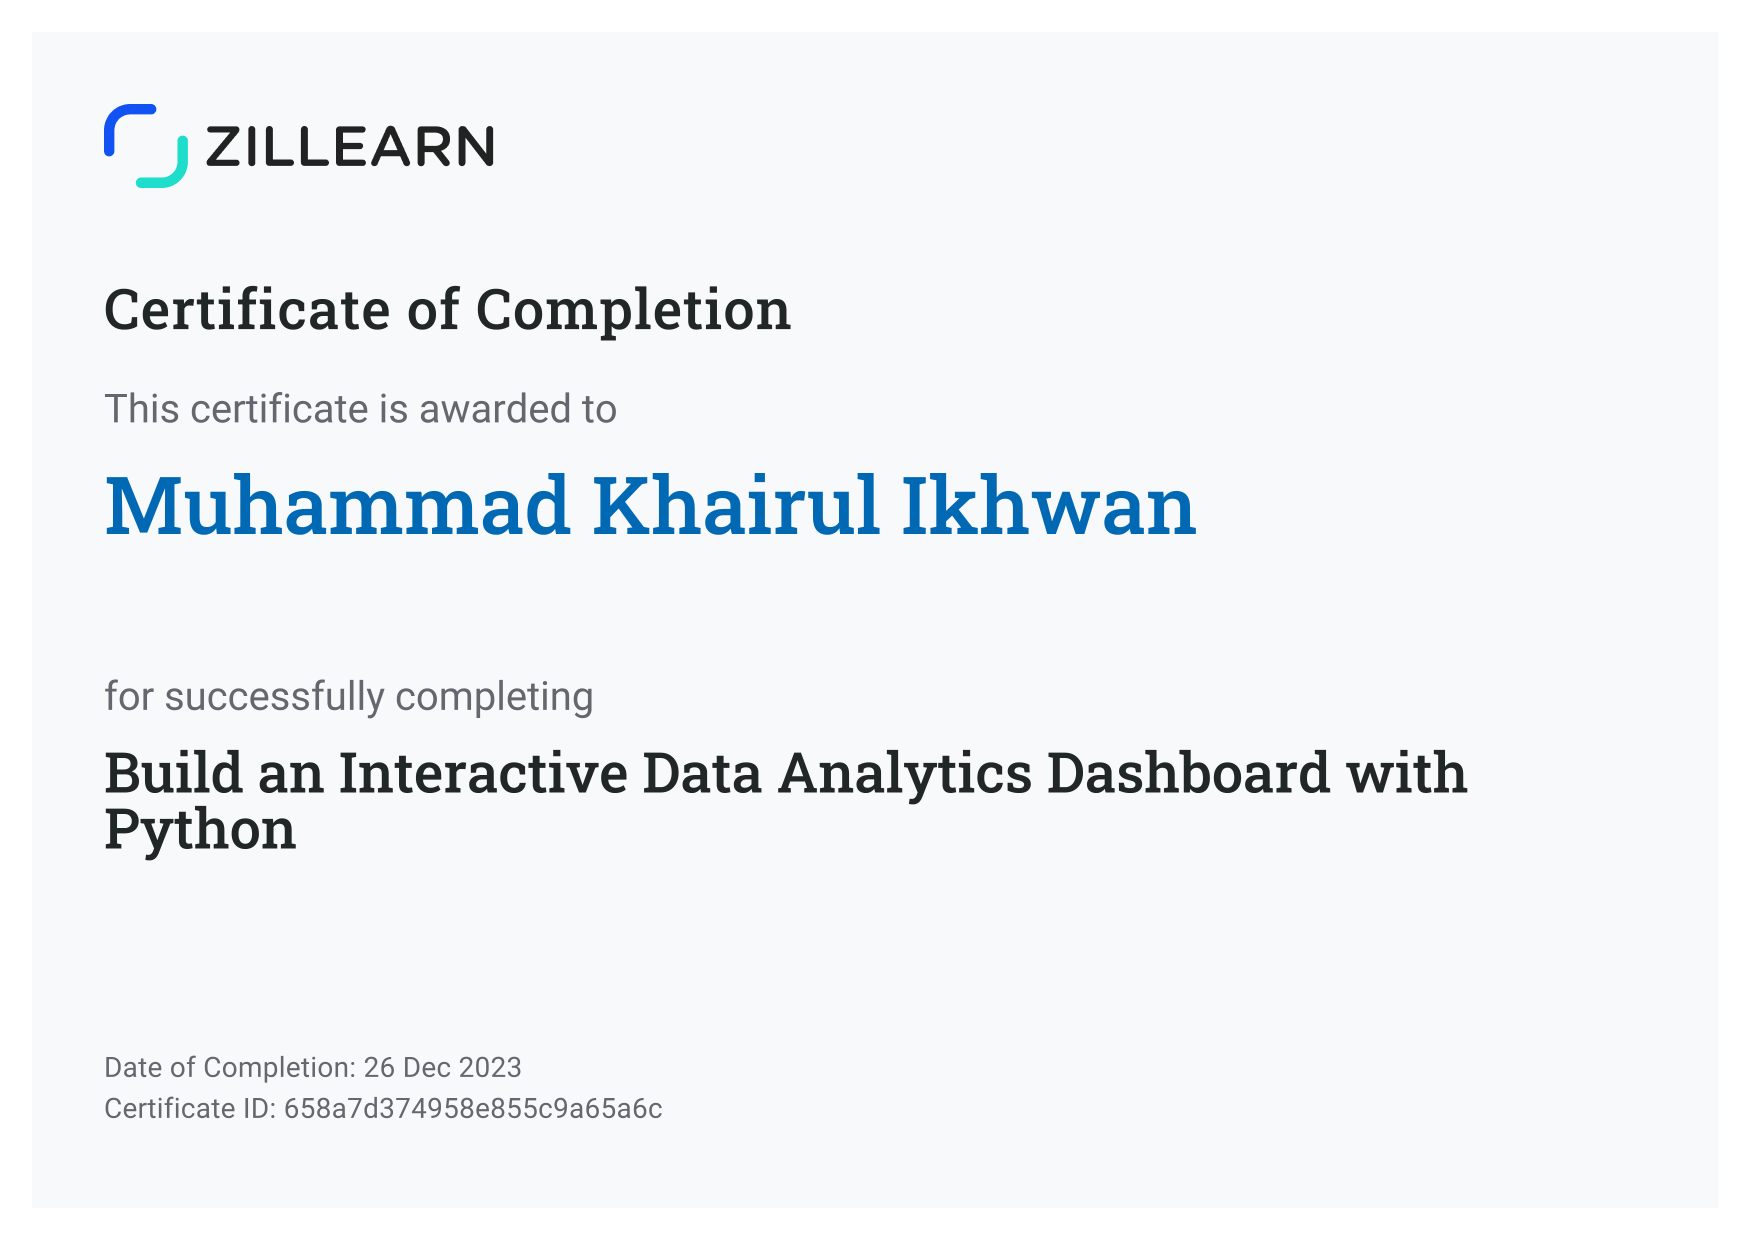 ZILLEARN
Certificate of Completion
This certificate is awarded to
Muhammad Khairul Ikhwan
for successfully completing
Build an Interactive Data Analytics Dashboard with
Python
Date of Completion: 26 Dec 2023
Certificate ID: 658a7d374958e855c9a65a6c